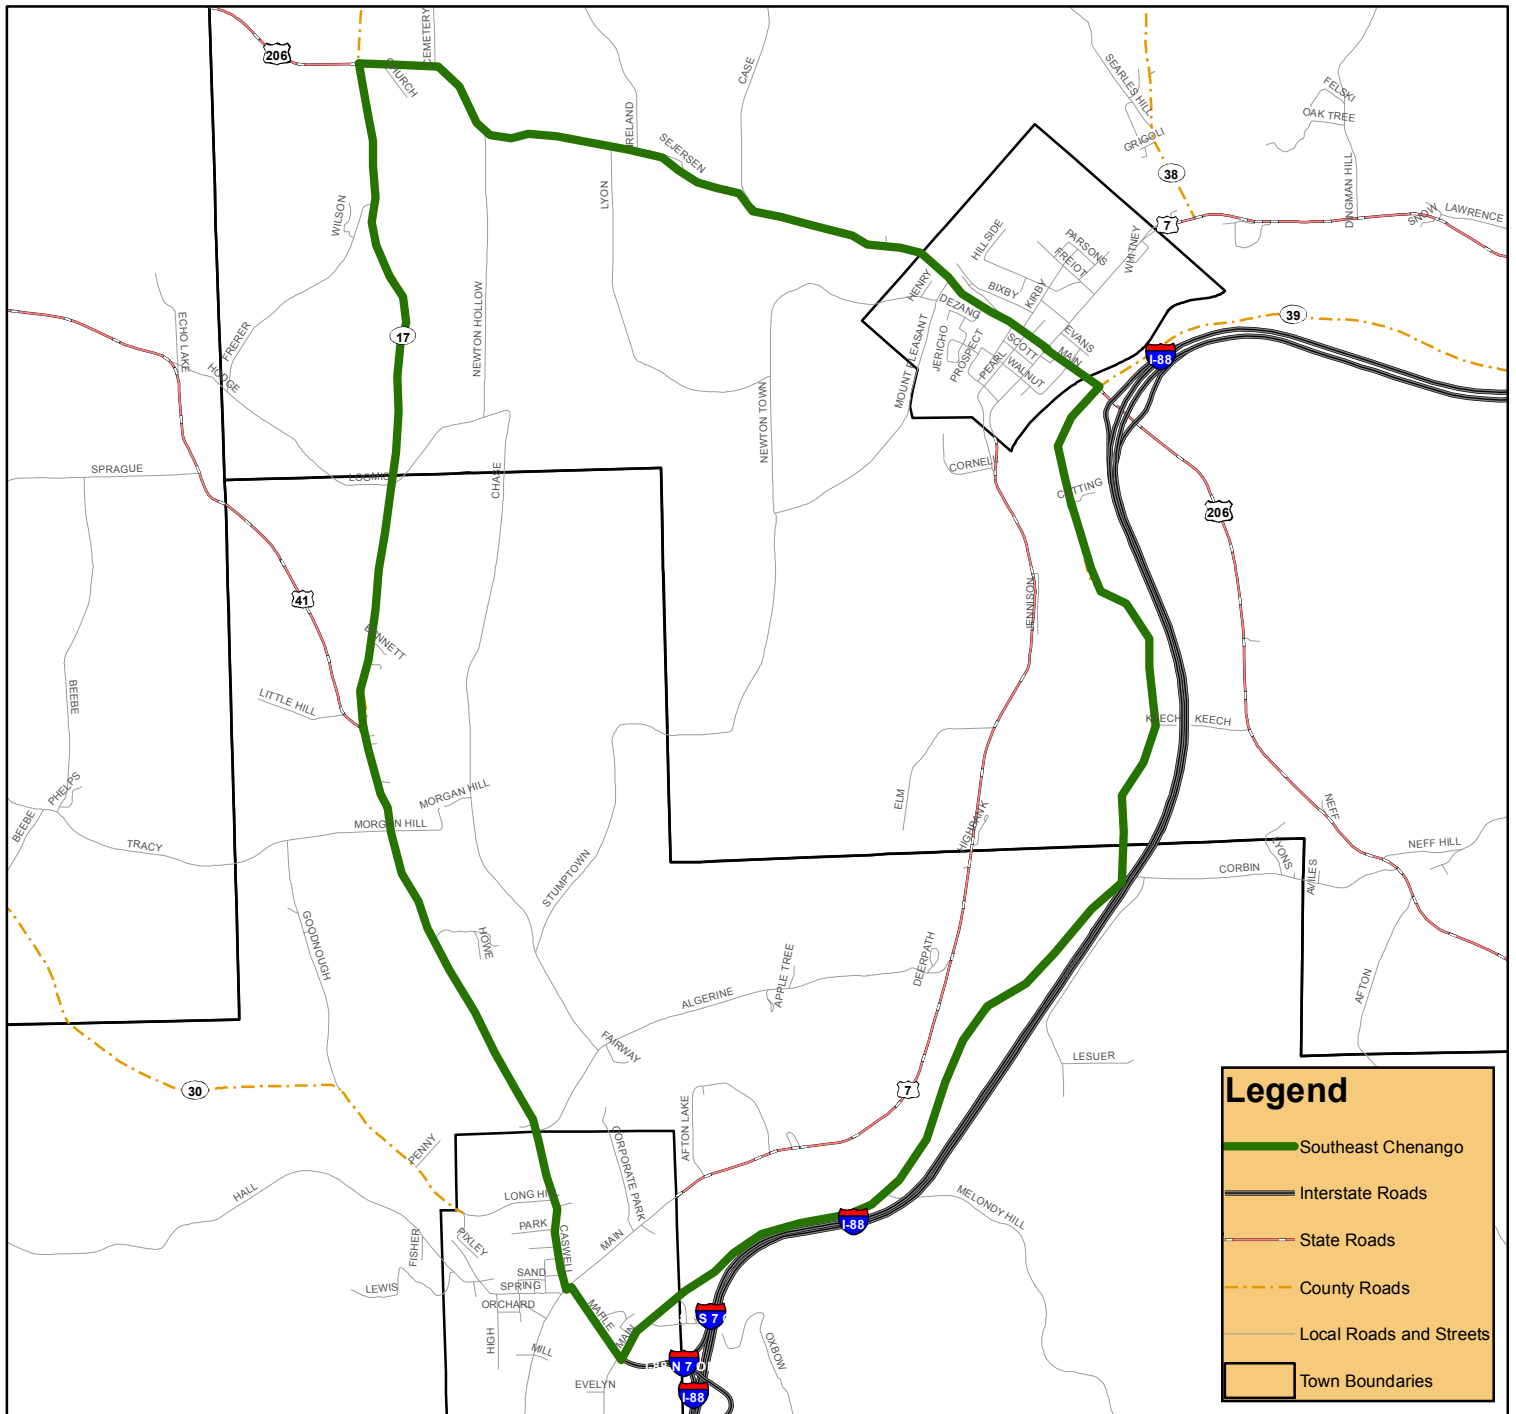 206
CEMETERY
CHURCH
IRELAND
CASE
SEJERSEN
LYON
WILSON
SEARLES HILL
GRIGOLI
FELSKI
OAK TREE
DINGMAN HILL
38
7
SNOW
LAWRENCE
HILLSIDE
PARSONS
FREIOT
WHITNEY
HENRY
BIXBY
KIRBY
DEZANG
EVANS
MAIN
SCOTT
WALNUT
PEARL
PROSPECT
JERICHO
MOUNT PLEASANT
39
I-88
17
ECHO LAKE
FRERER
HODGE
NEWTON HOLLOW
NEWTON TOWN
SPRAGUE
LOOMIS
CHASE
CORNELL
CUTTING
206
41
BENNETT
JENNISON
BEEBE
LITTLE HILL
KEECH
KEECH
PHELPS
BEEBE
MORGAN HILL
MORGAN HILL
TRACY
ELM
HIGHBANK
NEFF
NEFF HILL
LYONS
AVILES
CORBIN
STUMPTOWN
GOODNOUGH
HOWE
APPLE TREE
ALGERINE
DEERPATH
AFTON
FAIRWAY
LESUER
30
7
AFTON LAKE
CORPORATE PARK
PENNY
HALL
LONG HILL
PARK
CASWELL
MAIN
PIXLEY
FISHER
LEWIS
SAND
SPRING
ORCHARD
HIGH
MILL
MAPLE
MAIN
EVELYN
MELONDY HILL
I-88
S 7
N 7
I-88
OXBOW
Legend
Southeast Chenango
Interstate Roads
State Roads
County Roads
Local Roads and Streets
Town Boundaries